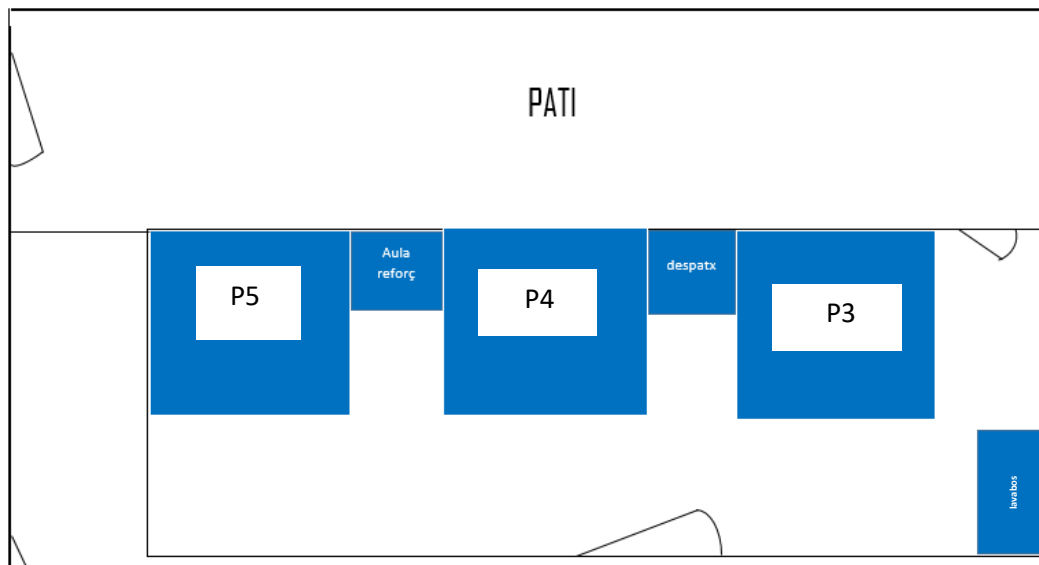 PATI
P5
Aula
reforç
P4
despatx
P3
lavabos